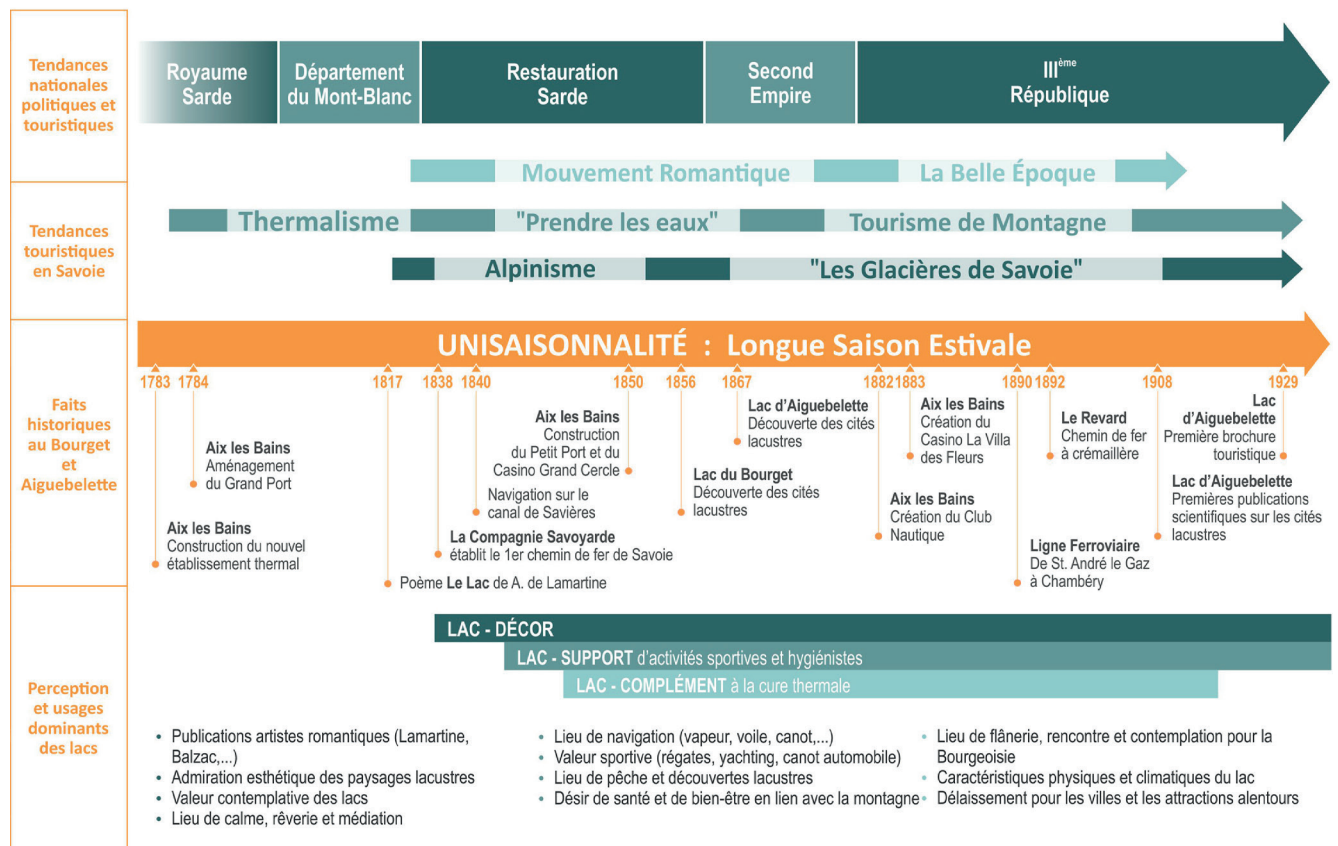 Tendances
nationales
politiques et
touristiques
Royaume
Sarde
Département
du Mont-Blanc
Restauration
Sarde
Second
Empire
IIIème
République
Mouvement Romantique
La Belle Époque
Tendances
touristiques
en Savoie
Thermalisme
"Prendre les eaux"
Tourisme de Montagne
Alpinisme
"Les Glacières de Savoie"
Faits
historiques
au Bourget
et
Aiguebelette
UNISAISONNALITÉ : Longue Saison Estivale
1783
1784
1817
1838
1840
1850
1856
1867
1882
1883
1890
1892
1908
1929
Aix les Bains
Construction du nouvel
établissement thermal
Aix les Bains
Aménagement
du Grand Port
Poème Le Lac de A. de Lamartine
La Compagnie Savoyarde
établit le 1er chemin de fer de Savoie
Navigation sur le
canal de Savières
Aix les Bains
Construction
du Petit Port et du
Casino Grand Cercle
Lac du Bourget
Découverte des cités
lacustres
Lac d'Aiguebelette
Découverte des cités
lacustres
Aix les Bains
Création du Club
Nautique
Aix les Bains
Création du
Casino La Villa
des Fleurs
Ligne Ferroviaire
De St. André le Gaz
à Chambéry
Le Revard
Chemin de fer
à crémaillère
Lac d'Aiguebelette
Premières publications
scientifiques sur les cités
lacustres
Lac
d'Aiguebelette
Première brochure
touristique
Perception
et usages
dominants
des lacs
LAC - DÉCOR
LAC - SUPPORT d'activités sportives et hygiénistes
LAC - COMPLÉMENT à la cure thermale
• Publications artistes romantiques (Lamartine,
Balzac,...)
• Admiration esthétique des paysages lacustres
• Valeur contemplative des lacs
• Lieu de calme, rêverie et médiation
• Lieu de navigation (vapeur, voile, canot,...)
• Valeur sportive (régates, yachting, canot automobile)
• Lieu de pêche et découvertes lacustres
• Désir de santé et de bien-être en lien avec la montagne
• Lieu de flânerie, rencontre et contemplation pour la
Bourgeoisie
• Caractéristiques physiques et climatiques du lac
• Délaissement pour les villes et les attractions alentours